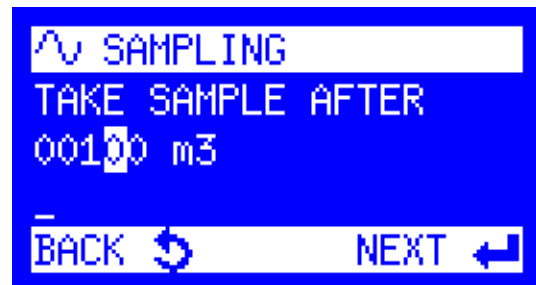 SAMPLING
TAKE SAMPLE AFTER
00100 m3
_
BACK NEXT